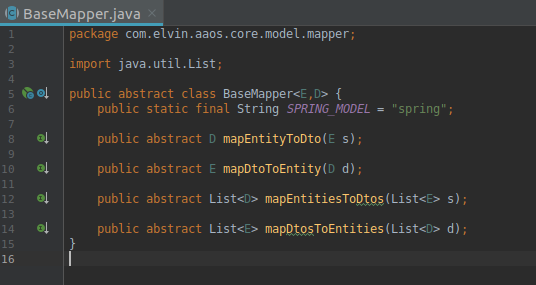 BaseMapper.java
1 package com.elvin.aaos.core.model.mapper;
2
3 import java.util.List;
4
5 public abstract class BaseMapper<E,D> {
6 public static final String SPRING_MODEL = "spring";
7
8 public abstract D mapEntityToDto(E s);
9
10 public abstract E mapDtoToEntity(D d);
11
12 public abstract List<D> mapEntitiesToDtos(List<E> s);
13
14 public abstract List<E> mapDtosToEntities(List<D> d);
15 }
16